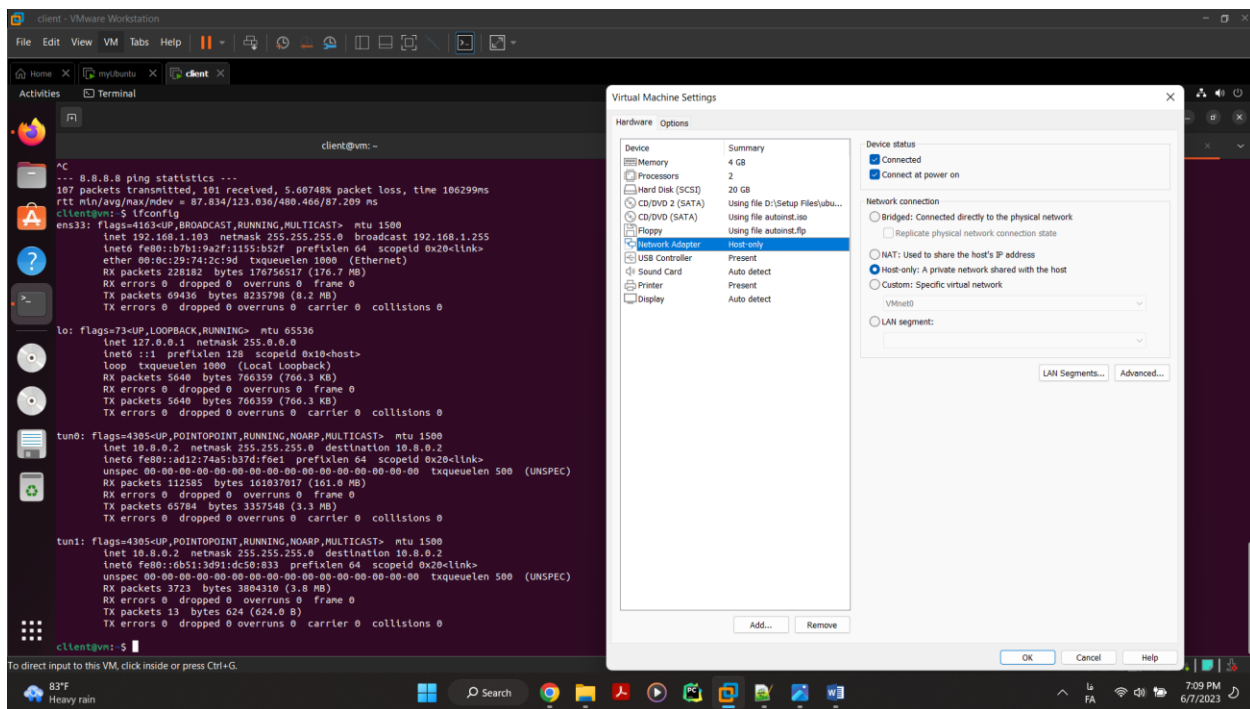 client - VMware Workstation
File Edit View VM Tabs Help
Home myUbuntu client
Activities Terminal
client@vm: ~
^C
--- 8.8.8.8 ping statistics ---
107 packets transmitted, 101 received, 5.60748% packet loss, time 106299ms
rtt min/avg/max/mdev = 87.834/123.036/480.466/87.209 ms
client@vm:~$ ifconfig
ens33: flags=4163<UP,BROADCAST,RUNNING,MULTICAST> mtu 1500
inet 192.168.1.103 netmask 255.255.255.0 broadcast 192.168.1.255
inet6 fe80::b7b1:9a2f:1155:b52f prefixlen 64 scopeid 0x20<link>
ether 00:0c:29:74:2c:9d txqueuelen 1000 (Ethernet)
RX packets 228182 bytes 176756517 (176.7 MB)
RX errors 0 dropped 0 overruns 0 frame 0
TX packets 69436 bytes 8235798 (8.2 MB)
TX errors 0 dropped 0 overruns 0 carrier 0 collisions 0
lo: flags=73<UP,LOOPBACK,RUNNING> mtu 65536
inet 127.0.0.1 netmask 255.0.0.0
inet6 ::1 prefixlen 128 scopeid 0x10<host>
loop txqueuelen 1000 (Local Loopback)
RX packets 5640 bytes 766359 (766.3 KB)
RX errors 0 dropped 0 overruns 0 frame 0
TX packets 5640 bytes 766359 (766.3 KB)
TX errors 0 dropped 0 overruns 0 carrier 0 collisions 0
tun0: flags=4305<UP,POINTOPOINT,RUNNING,NOARP,MULTICAST> mtu 1500
inet 10.8.0.2 netmask 255.255.255.0 destination 10.8.0.2
inet6 fe80::ad12:74a5:b37d:f6e1 prefixlen 64 scopeid 0x20<link>
unspec 00-00-00-00-00-00-00-00-00-00-00-00-00-00-00-00 txqueuelen 500 (UNSPEC)
RX packets 112585 bytes 161037017 (161.0 MB)
RX errors 0 dropped 0 overruns 0 frame 0
TX packets 65784 bytes 3357548 (3.3 MB)
TX errors 0 dropped 0 overruns 0 carrier 0 collisions 0
tun1: flags=4305<UP,POINTOPOINT,RUNNING,NOARP,MULTICAST> mtu 1500
inet 10.8.0.2 netmask 255.255.255.0 destination 10.8.0.2
inet6 fe80::6b51:3d91:dc50:833 prefixlen 64 scopeid 0x20<link>
unspec 00-00-00-00-00-00-00-00-00-00-00-00-00-00-00-00 txqueuelen 500 (UNSPEC)
RX packets 3723 bytes 3804310 (3.8 MB)
RX errors 0 dropped 0 overruns 0 frame 0
TX packets 13 bytes 624 (624.0 B)
TX errors 0 dropped 0 overruns 0 carrier 0 collisions 0
client@vm:~$
Virtual Machine Settings
Hardware Options
Device Summary
Memory 4 GB
Processors 2
Hard Disk (SCSI) 20 GB
CD/DVD 2 (SATA) Using file D:\Setup Files\ubu...
CD/DVD (SATA) Using file autoinst.iso
Floppy Using file autoinst.flp
Network Adapter Host-only
USB Controller Present
Sound Card Auto detect
Printer Present
Display Auto detect
Add... Remove
Device status
Connected
Connect at power on
Network connection
Bridged: Connected directly to the physical network
Replicate physical network connection state
NAT: Used to share the host's IP address
Host-only: A private network shared with the host
Custom: Specific virtual network
VMnet0
LAN segment:
LAN Segments... Advanced...
OK Cancel Help
To direct input to this VM, click inside or press Ctrl+G.
83°F
Heavy rain
Search
فا
FA
7:09 PM
6/7/2023